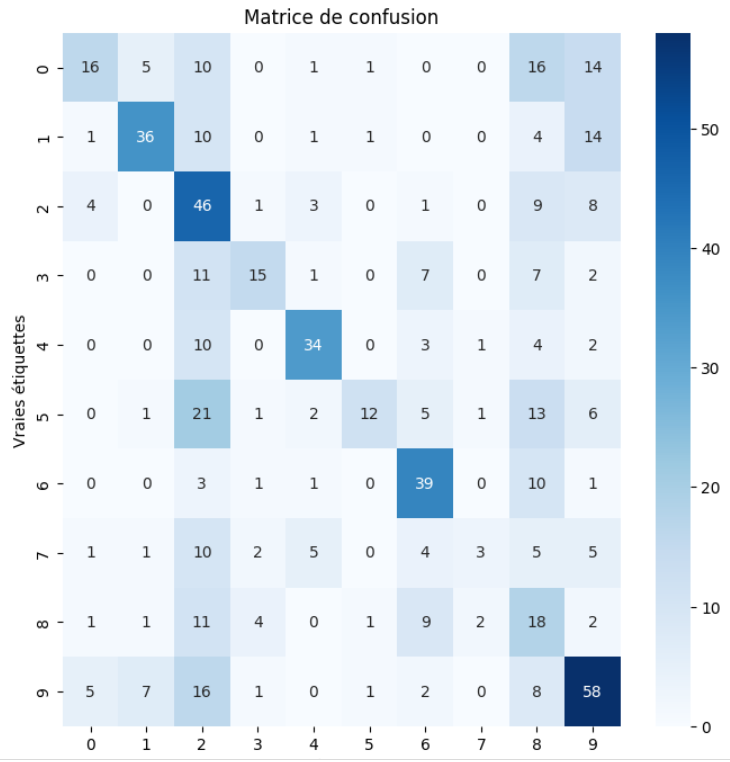 Matrice de confusion
0 16 5 10 0 1 1 0 0 16 14
1 1 36 10 0 1 1 0 0 4 14
2 4 0 46 1 3 0 1 0 9 8
3 0 0 11 15 1 0 7 0 7 2
4 0 0 10 0 34 0 3 1 4 2
5 0 1 21 1 2 12 5 1 13 6
6 0 0 3 1 1 0 39 0 10 1
7 1 1 10 2 5 0 4 3 5 5
8 1 1 11 4 0 1 9 2 18 2
9 5 7 16 1 0 1 2 0 8 58
0 1 2 3 4 5 6 7 8 9
Vraies étiquettes
50
40
30
20
10
0